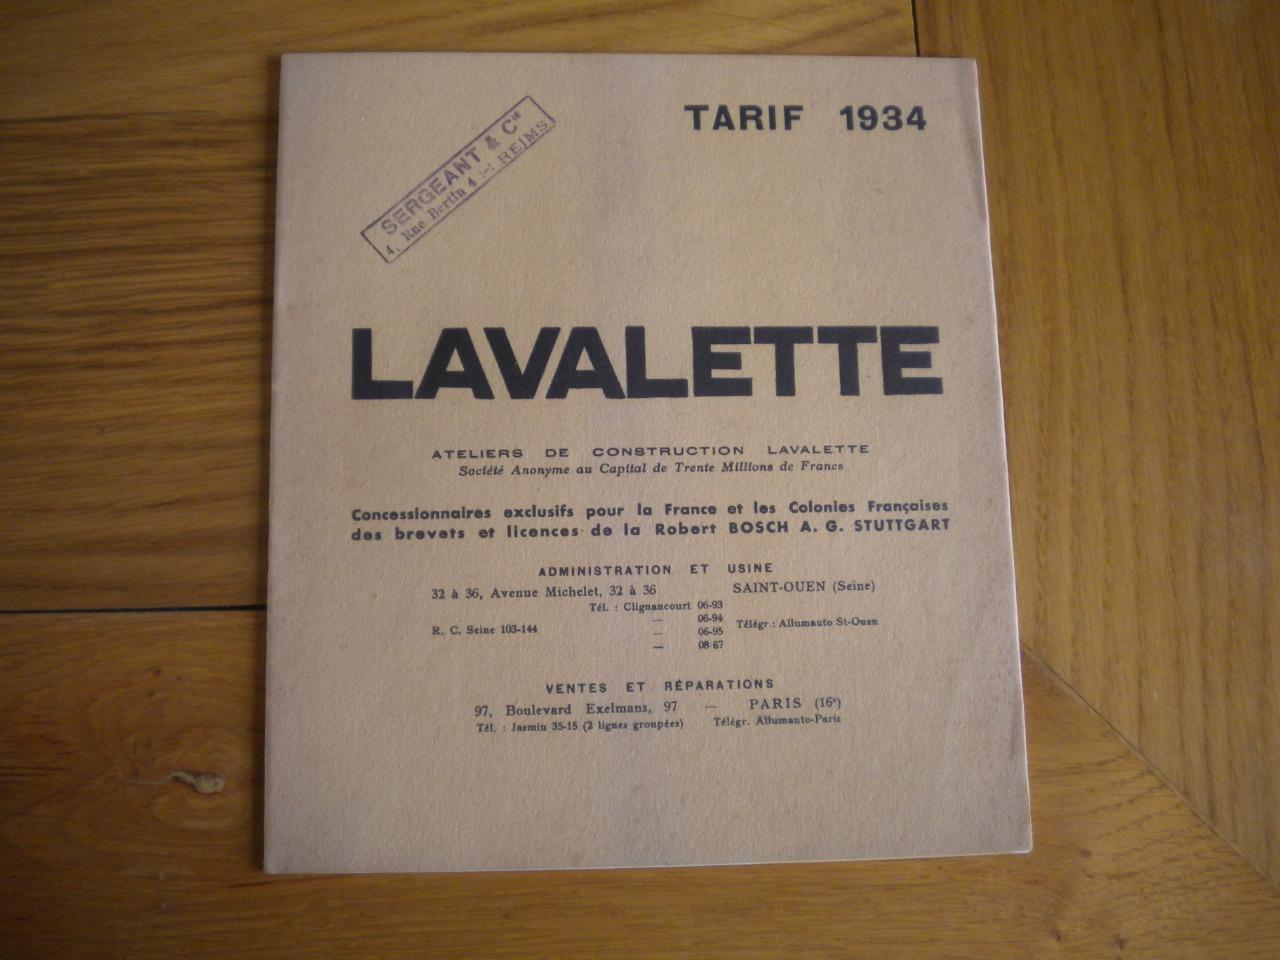 TARIF 1934
SERGEANT & Cie
4, Rue Bertin 4 :-: REIMS
LAVALETTE
ATELIERS DE CONSTRUCTION LAVALETTE
Société Anonyme au Capital de Trente Millions de Francs
Concessionnaires exclusifs pour la France et les Colonies Françaises
des brevets et licences de la Robert BOSCH A. G. STUTTGART
ADMINISTRATION ET USINE
32 à 36, Avenue Michelet, 32 à 36 SAINT-OUEN (Seine)
Tél. : Clignancourt 06-93
— 06-94
R. C. Seine 103-144 — 06-95 Télégr.: Allumauto St-Ouen
— 08-67
VENTES ET RÉPARATIONS
97, Boulevard Exelmans, 97 — PARIS (16e)
Tél. : Jasmin 35-15 (2 lignes groupées) Télégr. Allumauto-Paris